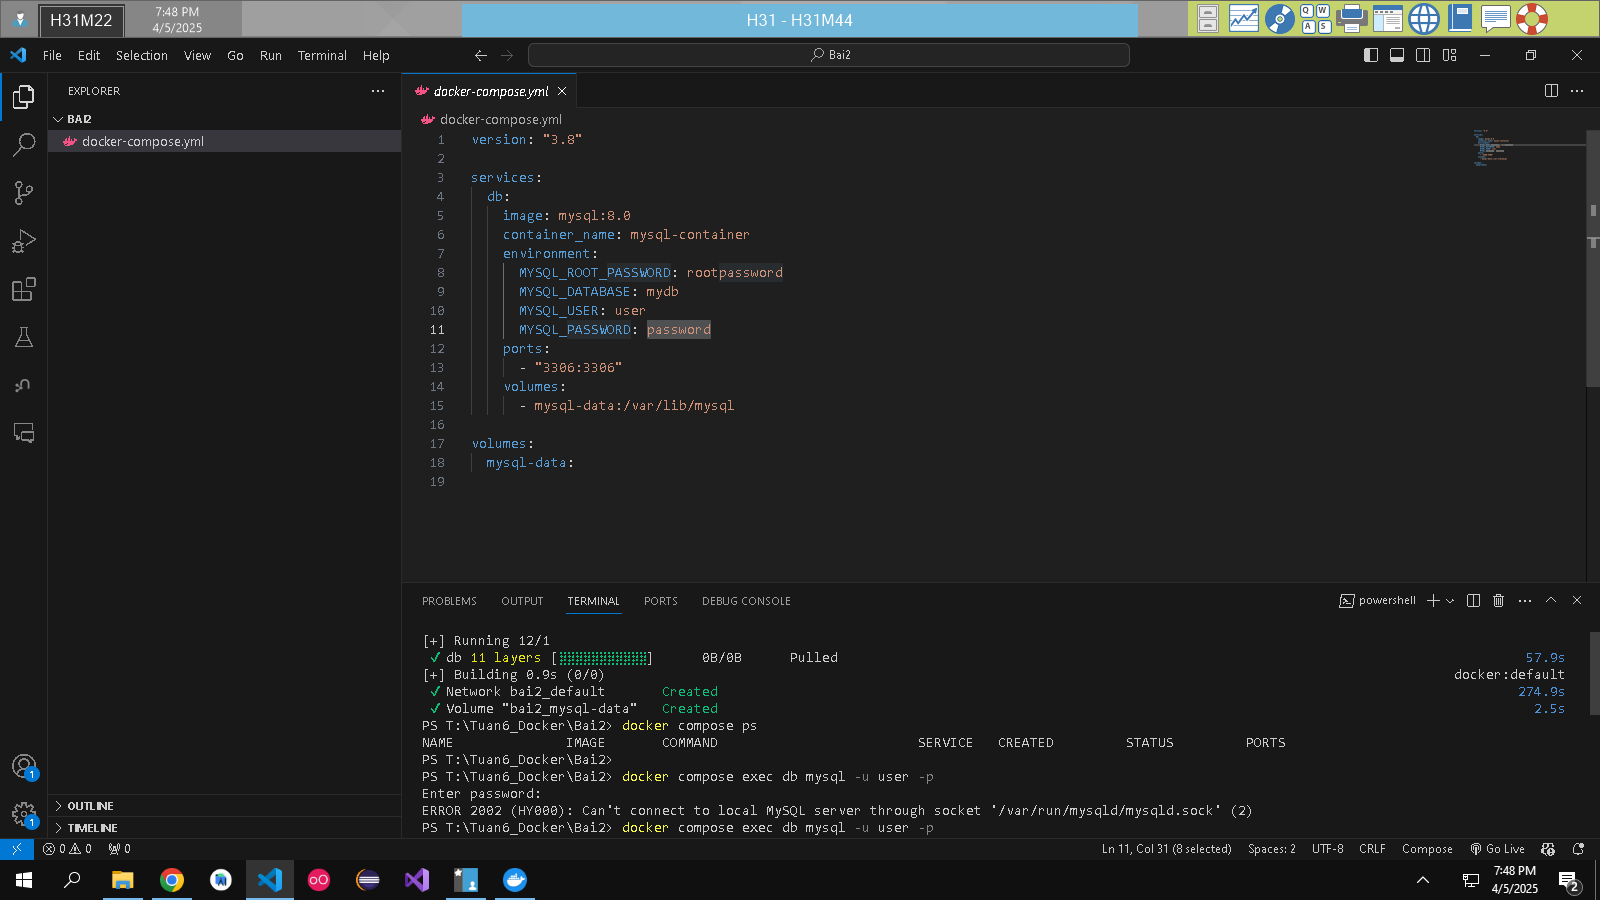 H31M22
7:48 PM
4/5/2025
H31 - H31M44
Q W
A S
File Edit Selection View Go Run Terminal Help
Bai2
EXPLORER
docker-compose.yml
BAI2
docker-compose.yml
docker-compose.yml
1 version: "3.8"
2
3 services:
4 db:
5 image: mysql:8.0
6 container_name: mysql-container
7 environment:
8 MYSQL_ROOT_PASSWORD: rootpassword
9 MYSQL_DATABASE: mydb
10 MYSQL_USER: user
11 MYSQL_PASSWORD: password
12 ports:
13 - "3306:3306"
14 volumes:
15 - mysql-data:/var/lib/mysql
16
17 volumes:
18 mysql-data:
19
PROBLEMS OUTPUT TERMINAL PORTS DEBUG CONSOLE
powershell
[+] Running 12/1
✓ db 11 layers [⣿⣿⣿⣿⣿⣿⣿⣿⣿⣿⣿] 0B/0B Pulled 57.9s
[+] Building 0.9s (0/0) docker:default
✓ Network bai2_default Created 274.9s
✓ Volume "bai2_mysql-data" Created 2.5s
PS T:\Tuan6_Docker\Bai2> docker compose ps
NAME IMAGE COMMAND SERVICE CREATED STATUS PORTS
PS T:\Tuan6_Docker\Bai2>
PS T:\Tuan6_Docker\Bai2> docker compose exec db mysql -u user -p
Enter password:
ERROR 2002 (HY000): Can't connect to local MySQL server through socket '/var/run/mysqld/mysqld.sock' (2)
PS T:\Tuan6_Docker\Bai2> docker compose exec db mysql -u user -p
1
1
OUTLINE
TIMELINE
0 0 0
Ln 11, Col 31 (8 selected) Spaces: 2 UTF-8 CRLF Compose Go Live
7:48 PM
4/5/2025
2